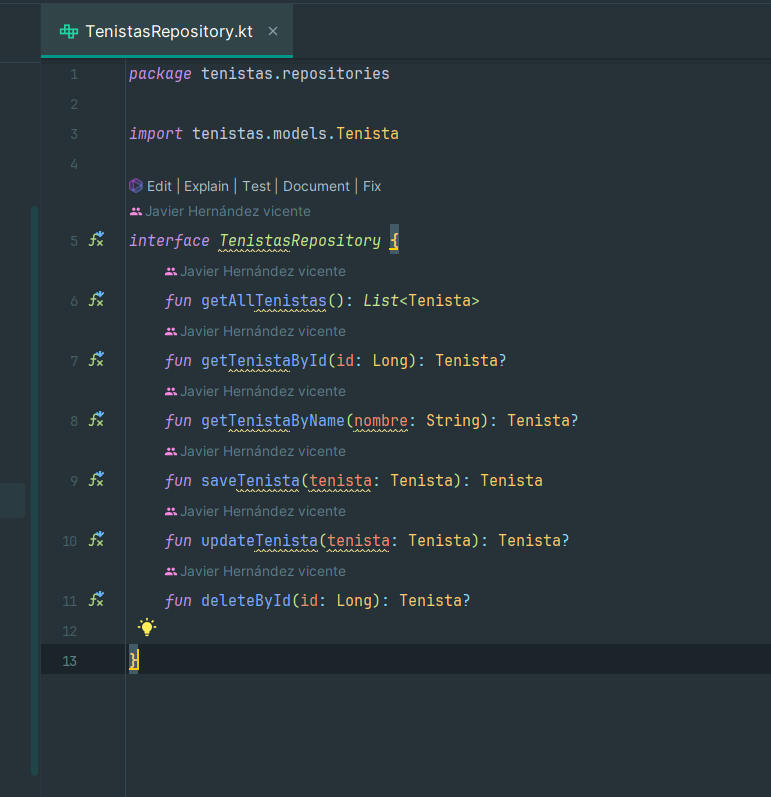 TenistasRepository.kt ×
1 package tenistas.repositories
2
3 import tenistas.models.Tenista
4
Edit | Explain | Test | Document | Fix
Javier Hernández vicente
5 interface TenistasRepository {
Javier Hernández vicente
6 fun getAllTenistas(): List<Tenista>
Javier Hernández vicente
7 fun getTenistaById(id: Long): Tenista?
Javier Hernández vicente
8 fun getTenistaByName(nombre: String): Tenista?
Javier Hernández vicente
9 fun saveTenista(tenista: Tenista): Tenista
Javier Hernández vicente
10 fun updateTenista(tenista: Tenista): Tenista?
Javier Hernández vicente
11 fun deleteById(id: Long): Tenista?
12
13 }